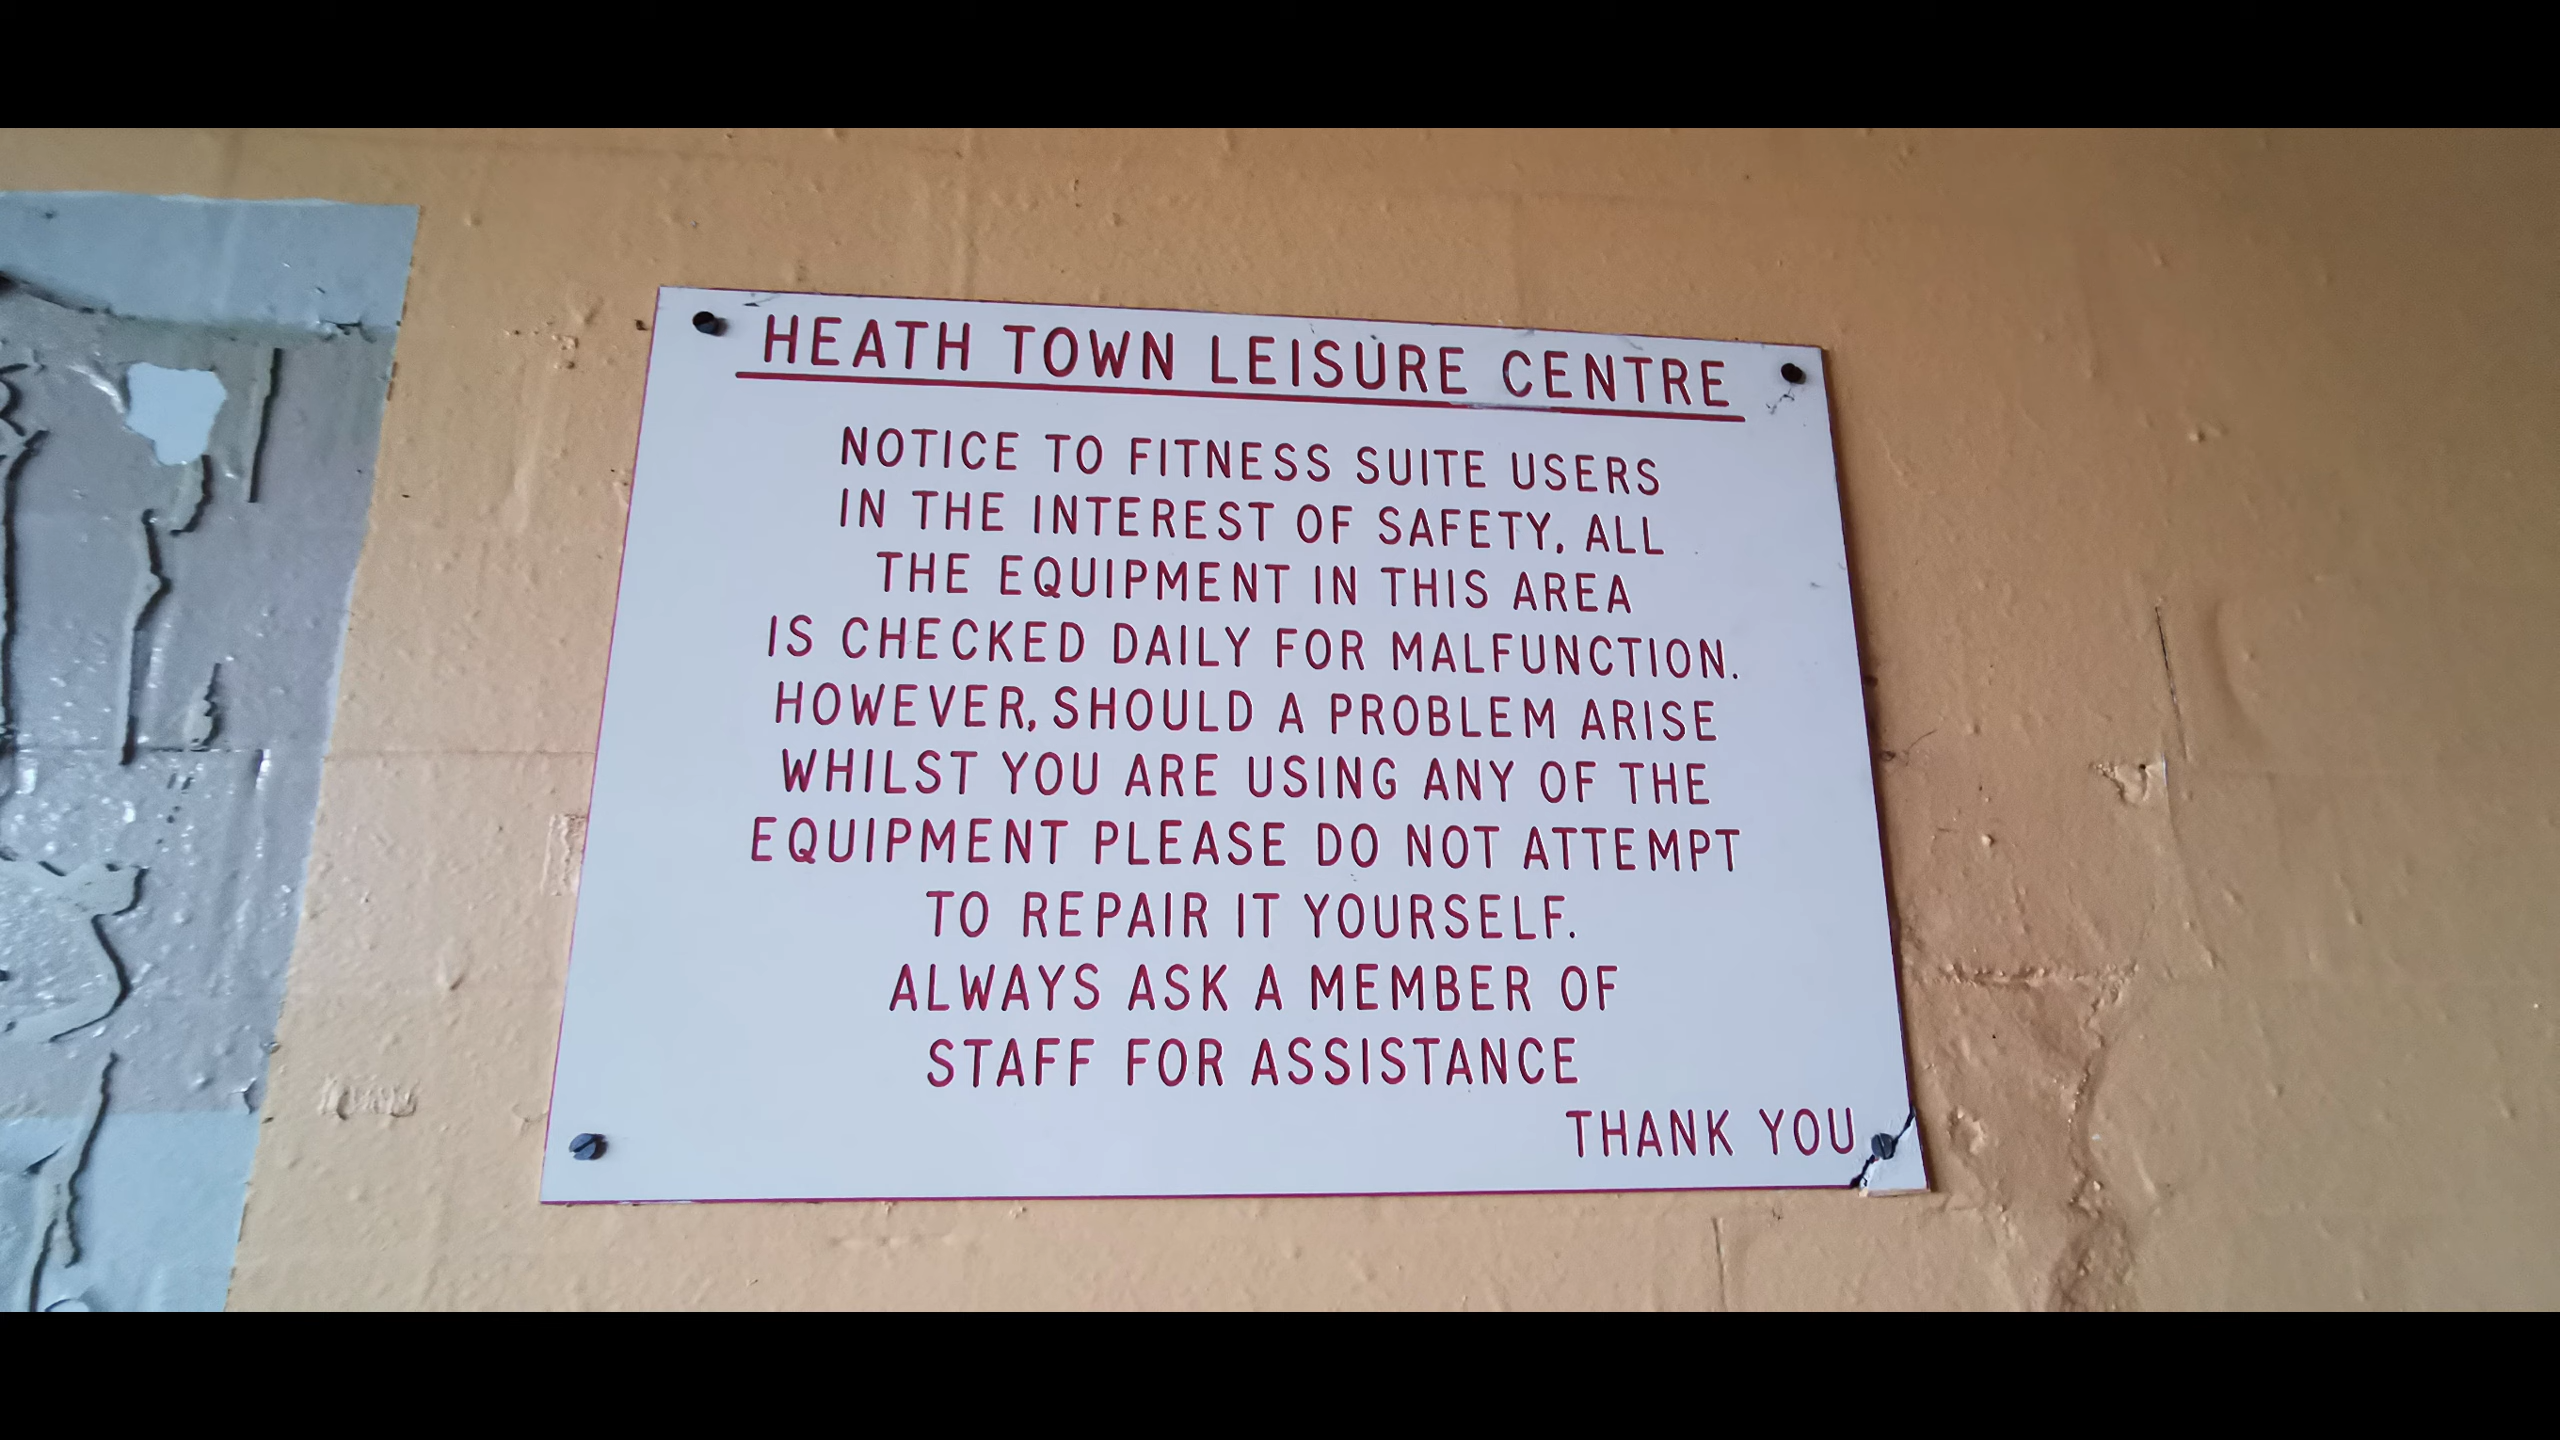 HEATH TOWN LEISURE CENTRE
NOTICE TO FITNESS SUITE USERS
IN THE INTEREST OF SAFETY, ALL
THE EQUIPMENT IN THIS AREA
IS CHECKED DAILY FOR MALFUNCTION.
HOWEVER, SHOULD A PROBLEM ARISE
WHILST YOU ARE USING ANY OF THE
EQUIPMENT PLEASE DO NOT ATTEMPT
TO REPAIR IT YOURSELF.
ALWAYS ASK A MEMBER OF
STAFF FOR ASSISTANCE
THANK YOU